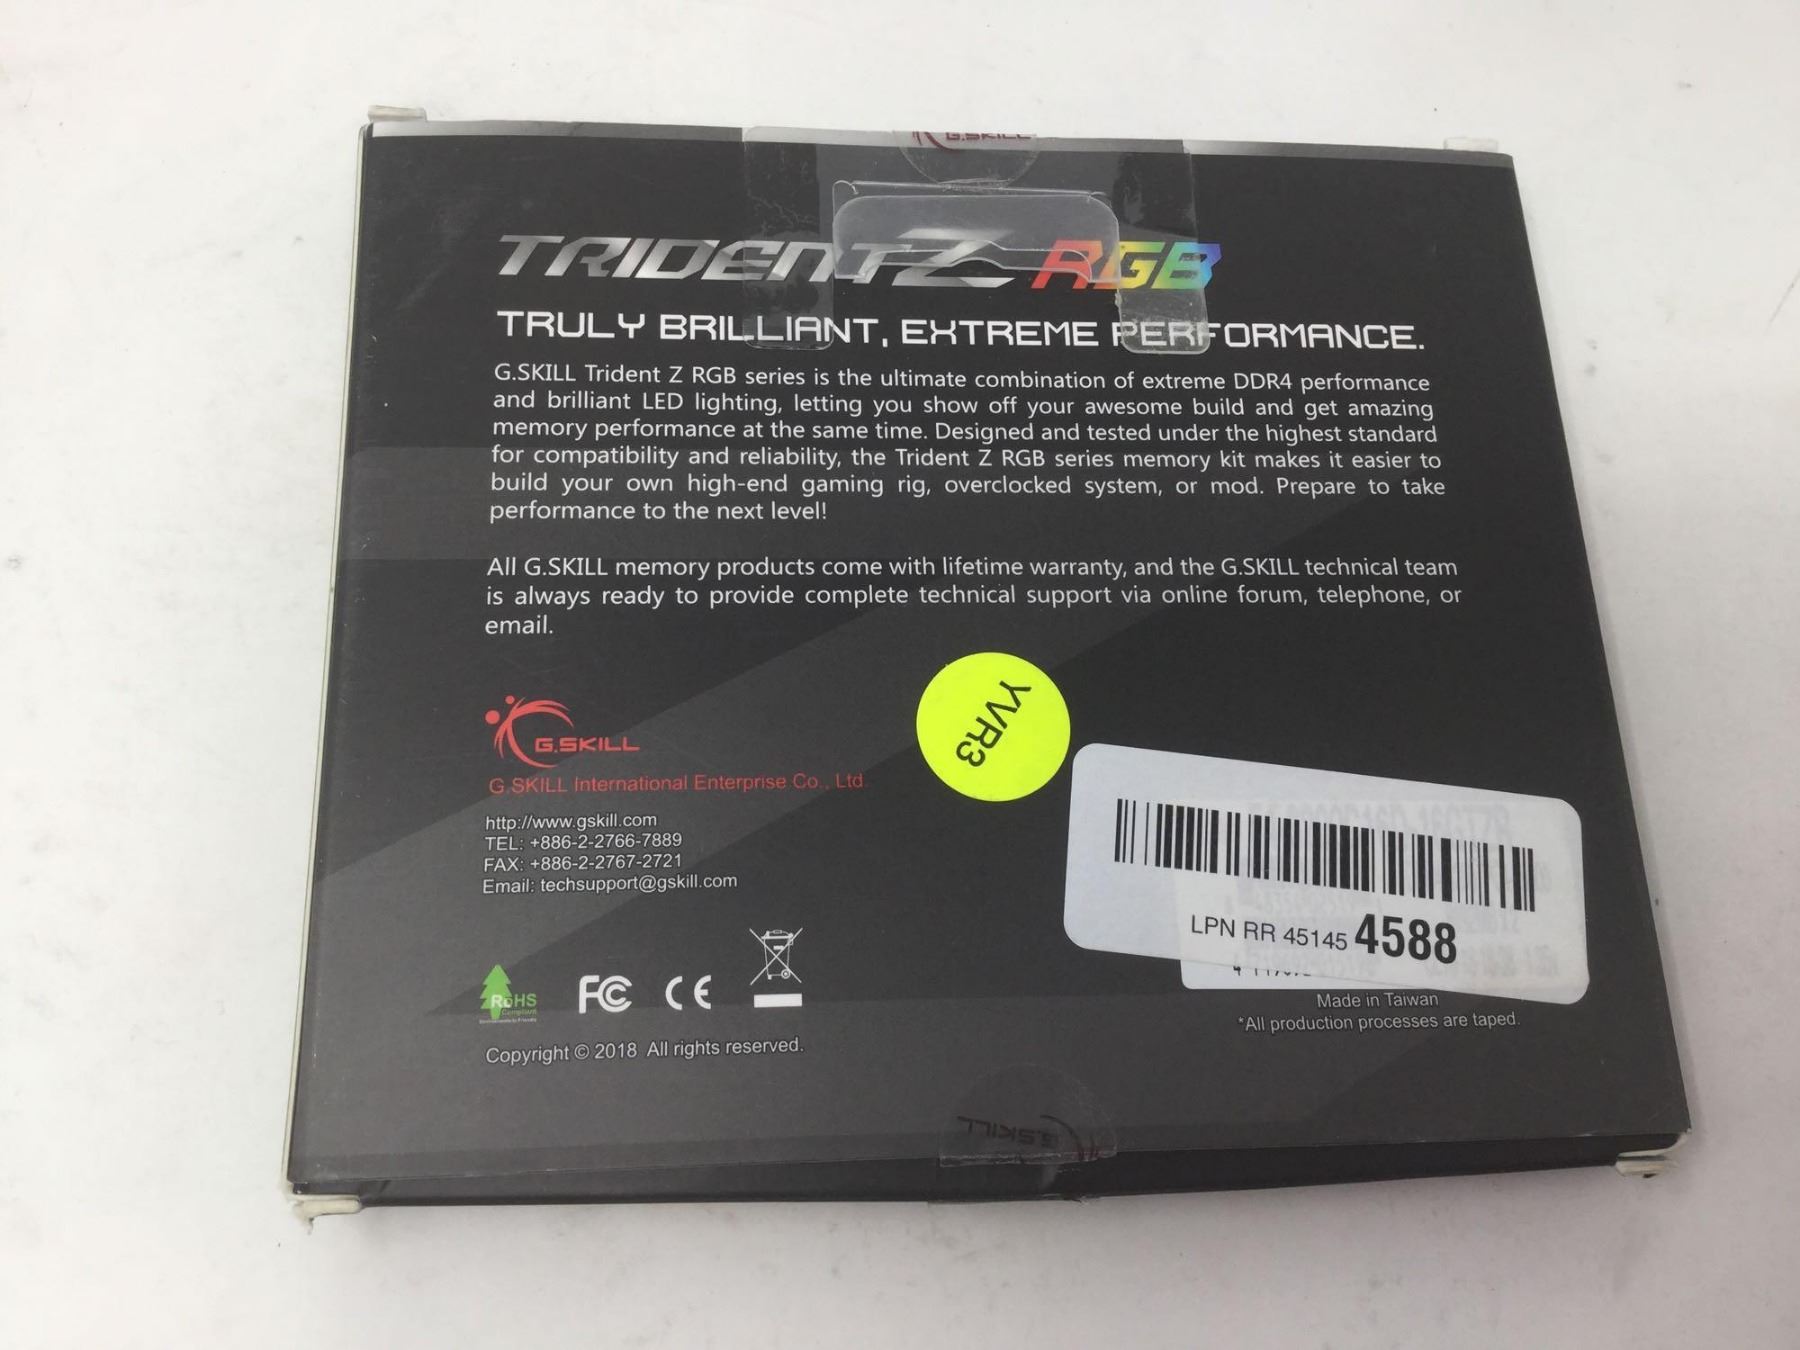 G.SKILL
TRIDENT Z RGB
TRULY BRILLIANT, EXTREME PERFORMANCE.
G.SKILL Trident Z RGB series is the ultimate combination of extreme DDR4 performance
and brilliant LED lighting, letting you show off your awesome build and get amazing
memory performance at the same time. Designed and tested under the highest standard
for compatibility and reliability, the Trident Z RGB series memory kit makes it easier to
build your own high-end gaming rig, overclocked system, or mod. Prepare to take
performance to the next level!
All G.SKILL memory products come with lifetime warranty, and the G.SKILL technical team
is always ready to provide complete technical support via online forum, telephone, or
email.
YVR3
G.SKILL
G.SKILL International Enterprise Co., Ltd.
http://www.gskill.com
TEL: +886-2-2766-7889
FAX: +886-2-2767-2721
Email: techsupport@gskill.com
LPN RR 45145 4588
RoHS
Compliant
Environmentally Friendly
FC CE
Made in Taiwan
*All production processes are taped.
Copyright © 2018 All rights reserved.
G.SKILL